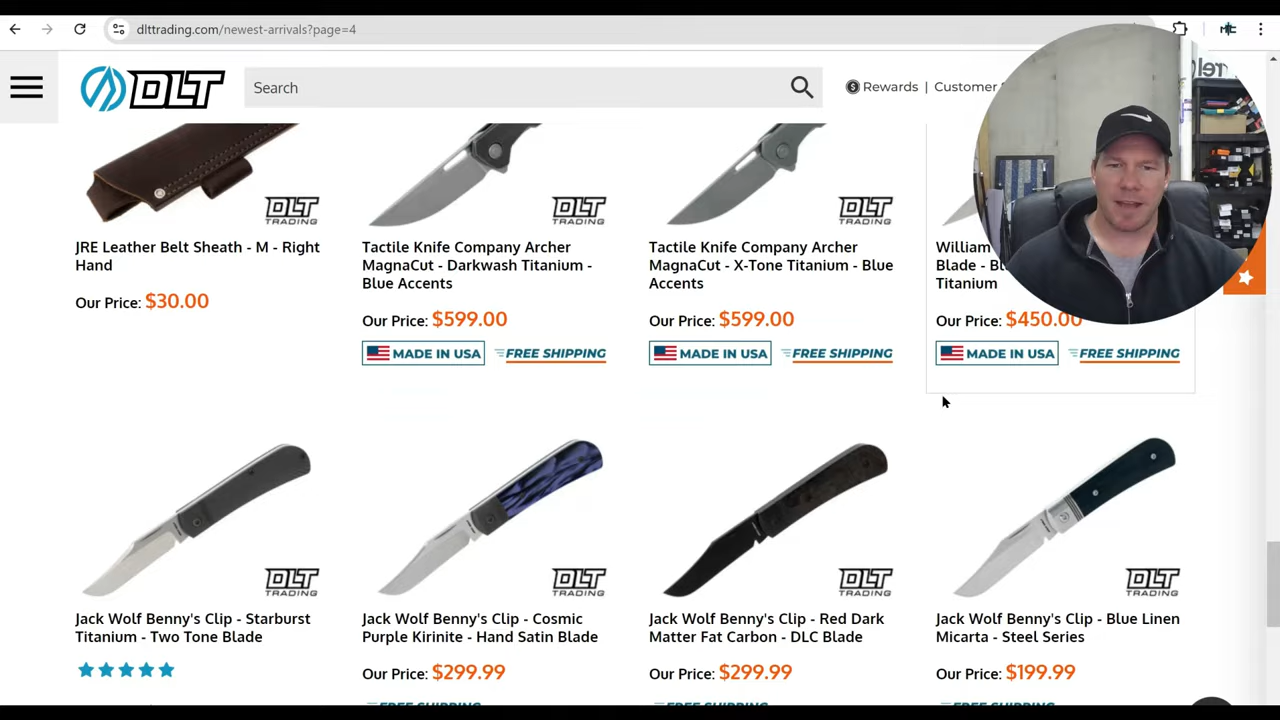 dlttrading.com/newest-arrivals?page=4
DLT
Search
Rewards | Customer
DLT
TRADING
DLT
TRADING
DLT
TRADING
JRE Leather Belt Sheath - M - Right
Hand
Our Price: $30.00
Tactile Knife Company Archer
MagnaCut - Darkwash Titanium -
Blue Accents
Our Price: $599.00
MADE IN USA
FREE SHIPPING
Tactile Knife Company Archer
MagnaCut - X-Tone Titanium - Blue
Accents
Our Price: $599.00
MADE IN USA
FREE SHIPPING
William
Blade - Bl
Titanium
Our Price: $450.00
MADE IN USA
FREE SHIPPING
DLT
TRADING
DLT
TRADING
DLT
TRADING
DLT
TRADING
Jack Wolf Benny's Clip - Starburst
Titanium - Two Tone Blade
Jack Wolf Benny's Clip - Cosmic
Purple Kirinite - Hand Satin Blade
Our Price: $299.99
FREE SHIPPING
Jack Wolf Benny's Clip - Red Dark
Matter Fat Carbon - DLC Blade
Our Price: $299.99
FREE SHIPPING
Jack Wolf Benny's Clip - Blue Linen
Micarta - Steel Series
Our Price: $199.99
FREE SHIPPING